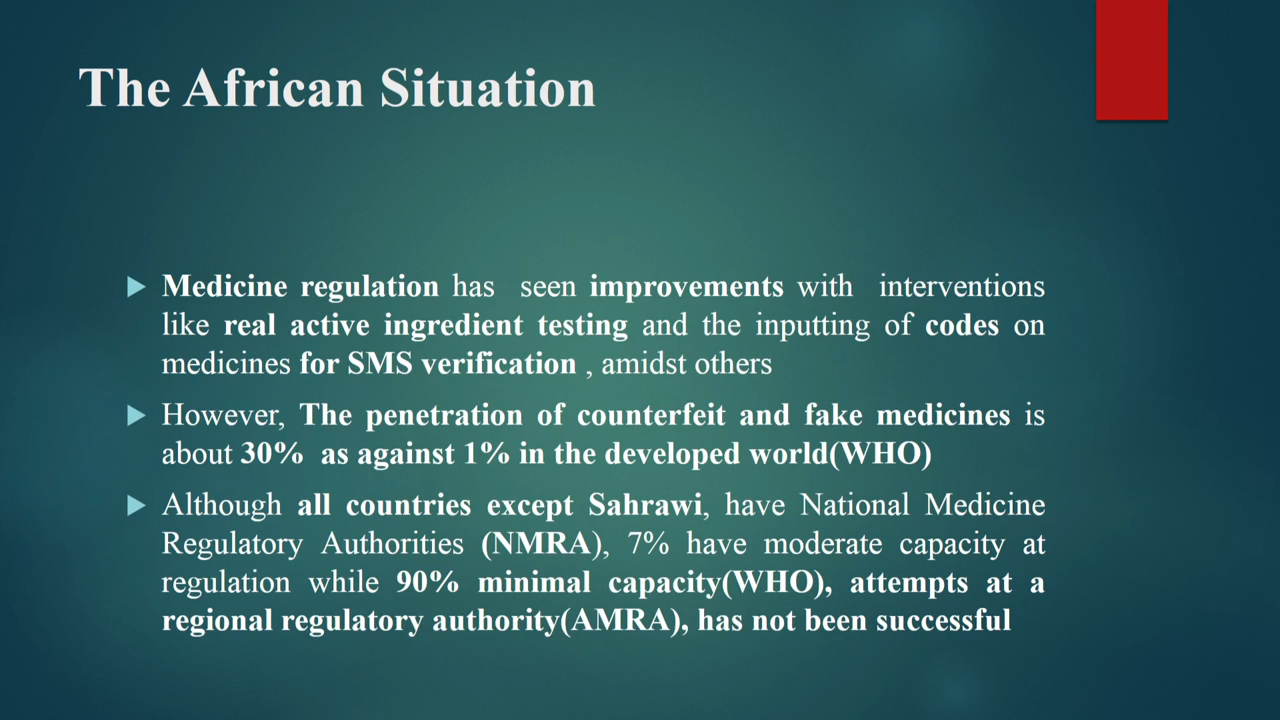 The African Situation
Medicine regulation has seen improvements with interventions
like real active ingredient testing and the inputting of codes on
medicines for SMS verification , amidst others
However, The penetration of counterfeit and fake medicines is
about 30% as against 1% in the developed world(WHO)
Although all countries except Sahrawi, have National Medicine
Regulatory Authorities (NMRA), 7% have moderate capacity at
regulation while 90% minimal capacity(WHO), attempts at a
regional regulatory authority(AMRA), has not been successful